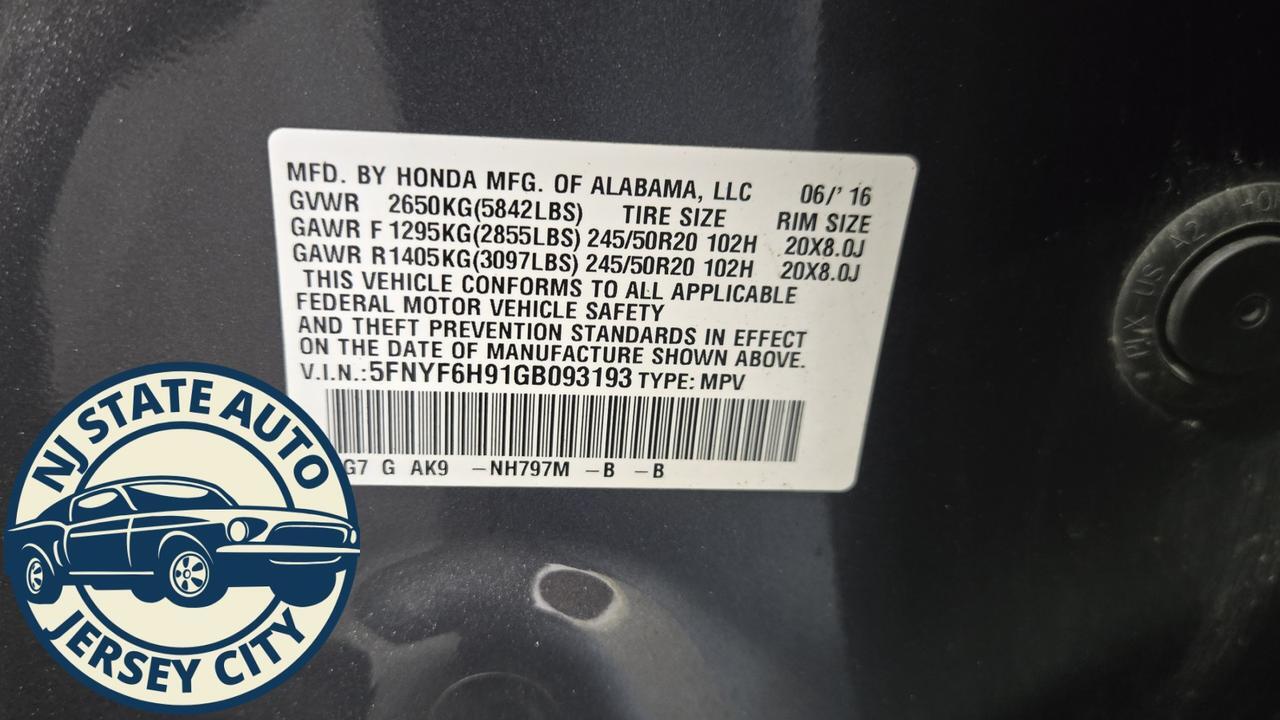 MFD. BY HONDA MFG. OF ALABAMA, LLC 06/' 16
GVWR 2650KG(5842LBS) TIRE SIZE RIM SIZE
GAWR F 1295KG(2855LBS) 245/50R20 102H 20X8.0J
GAWR R 1405KG(3097LBS) 245/50R20 102H 20X8.0J
THIS VEHICLE CONFORMS TO ALL APPLICABLE
FEDERAL MOTOR VEHICLE SAFETY
AND THEFT PREVENTION STANDARDS IN EFFECT
ON THE DATE OF MANUFACTURE SHOWN ABOVE.
V.I.N.:5FNYF6H91GB093193 TYPE: MPV
G7 G AK9 -NH797M -B -B
NJ STATE AUTO
JERSEY CITY